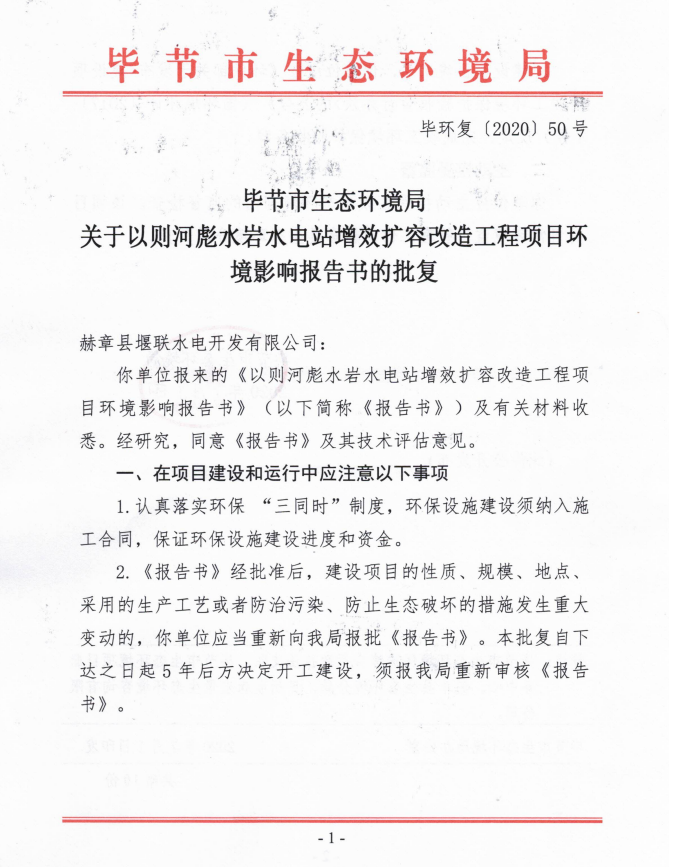 毕节市生态环境局
毕环复〔2020〕50号
毕节市生态环境局
关于以则河彪水岩水电站增效扩容改造工程项目环
境影响报告书的批复
赫章县堰联水电开发有限公司：
你单位报来的《以则河彪水岩水电站增效扩容改造工程项
目环境影响报告书》（以下简称《报告书》）及有关材料收
悉。经研究，同意《报告书》及其技术评估意见。
一、在项目建设和运行中应注意以下事项
1.认真落实环保 “三同时”制度，环保设施建设须纳入施
工合同，保证环保设施建设进度和资金。
2.《报告书》经批准后，建设项目的性质、规模、地点、
采用的生产工艺或者防治污染、防止生态破坏的措施发生重大
变动的，你单位应当重新向我局报批《报告书》。本批复自下
达之日起5年后方决定开工建设，须报我局重新审核《报告
书》。
- 1 -